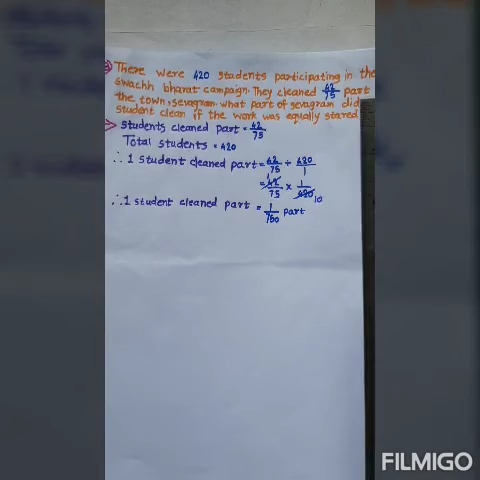 There were 420 students participating in the
swachh bharat campaign. They cleaned 42/75 part
the town, sevagram. what part of sevagram did
student clean if the work was equally shared
students cleaned part = 42/75
Total students = 420
∴ 1 student cleaned part = 42/75 ÷ 420/1
= 42/75 × 1/420 10
∴ 1 student cleaned part = 1/750 part
FILMIGO